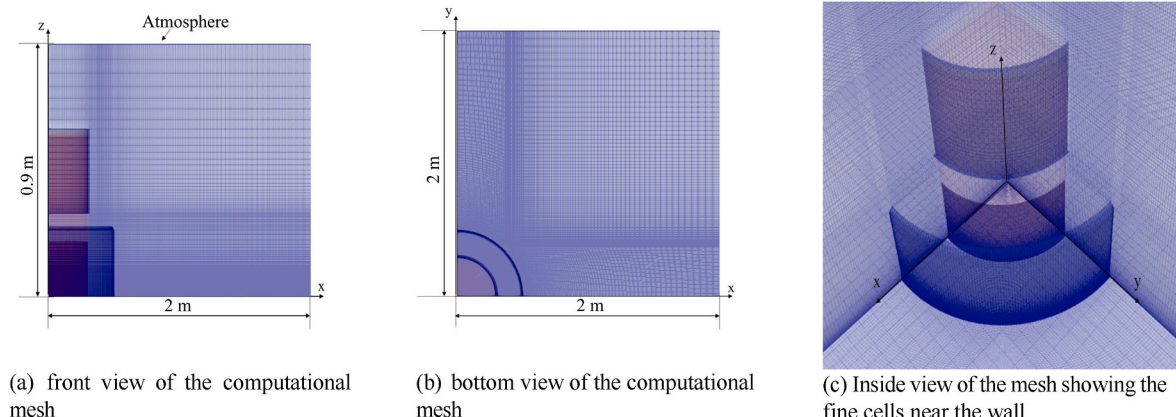 z
Atmosphere
0.9 m
x
2 m
y
2 m
x
2 m
z
x
y
(a) front view of the computational
mesh
(b) bottom view of the computational
mesh
(c) Inside view of the mesh showing the
fine cells near the wall